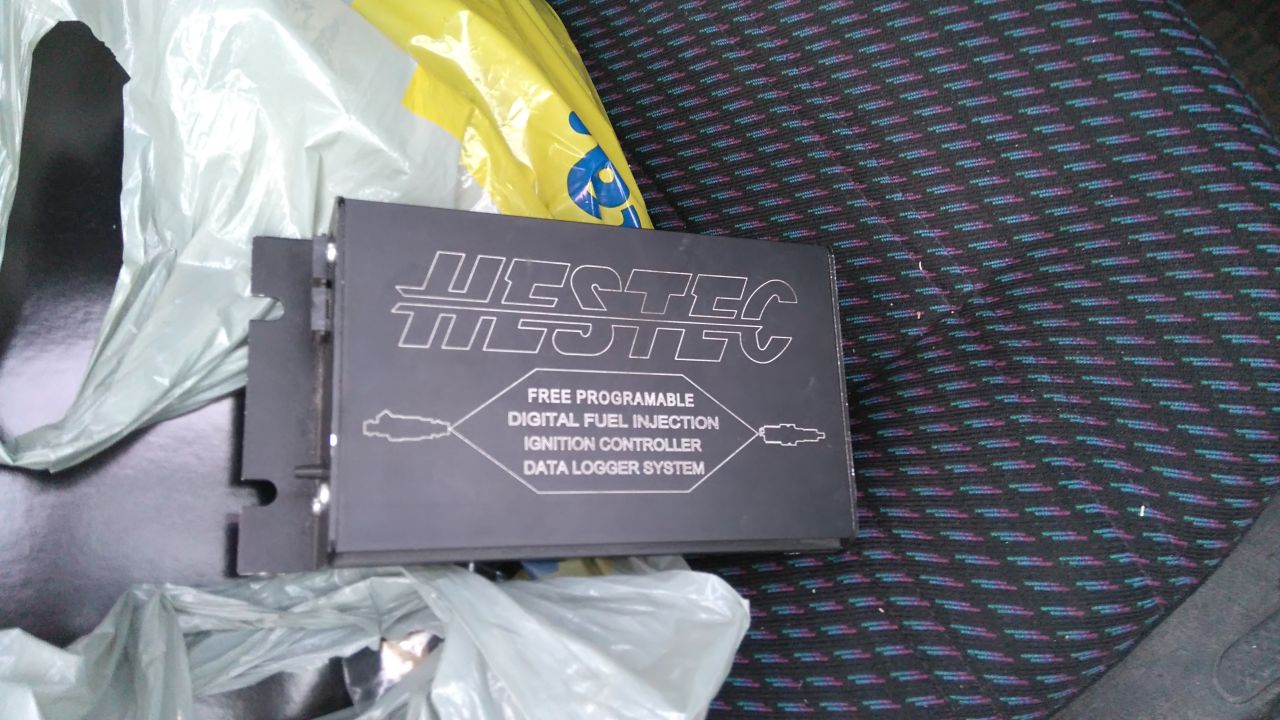 HESTEC
FREE PROGRAMABLE
DIGITAL FUEL INJECTION
IGNITION CONTROLLER
DATA LOGGER SYSTEM